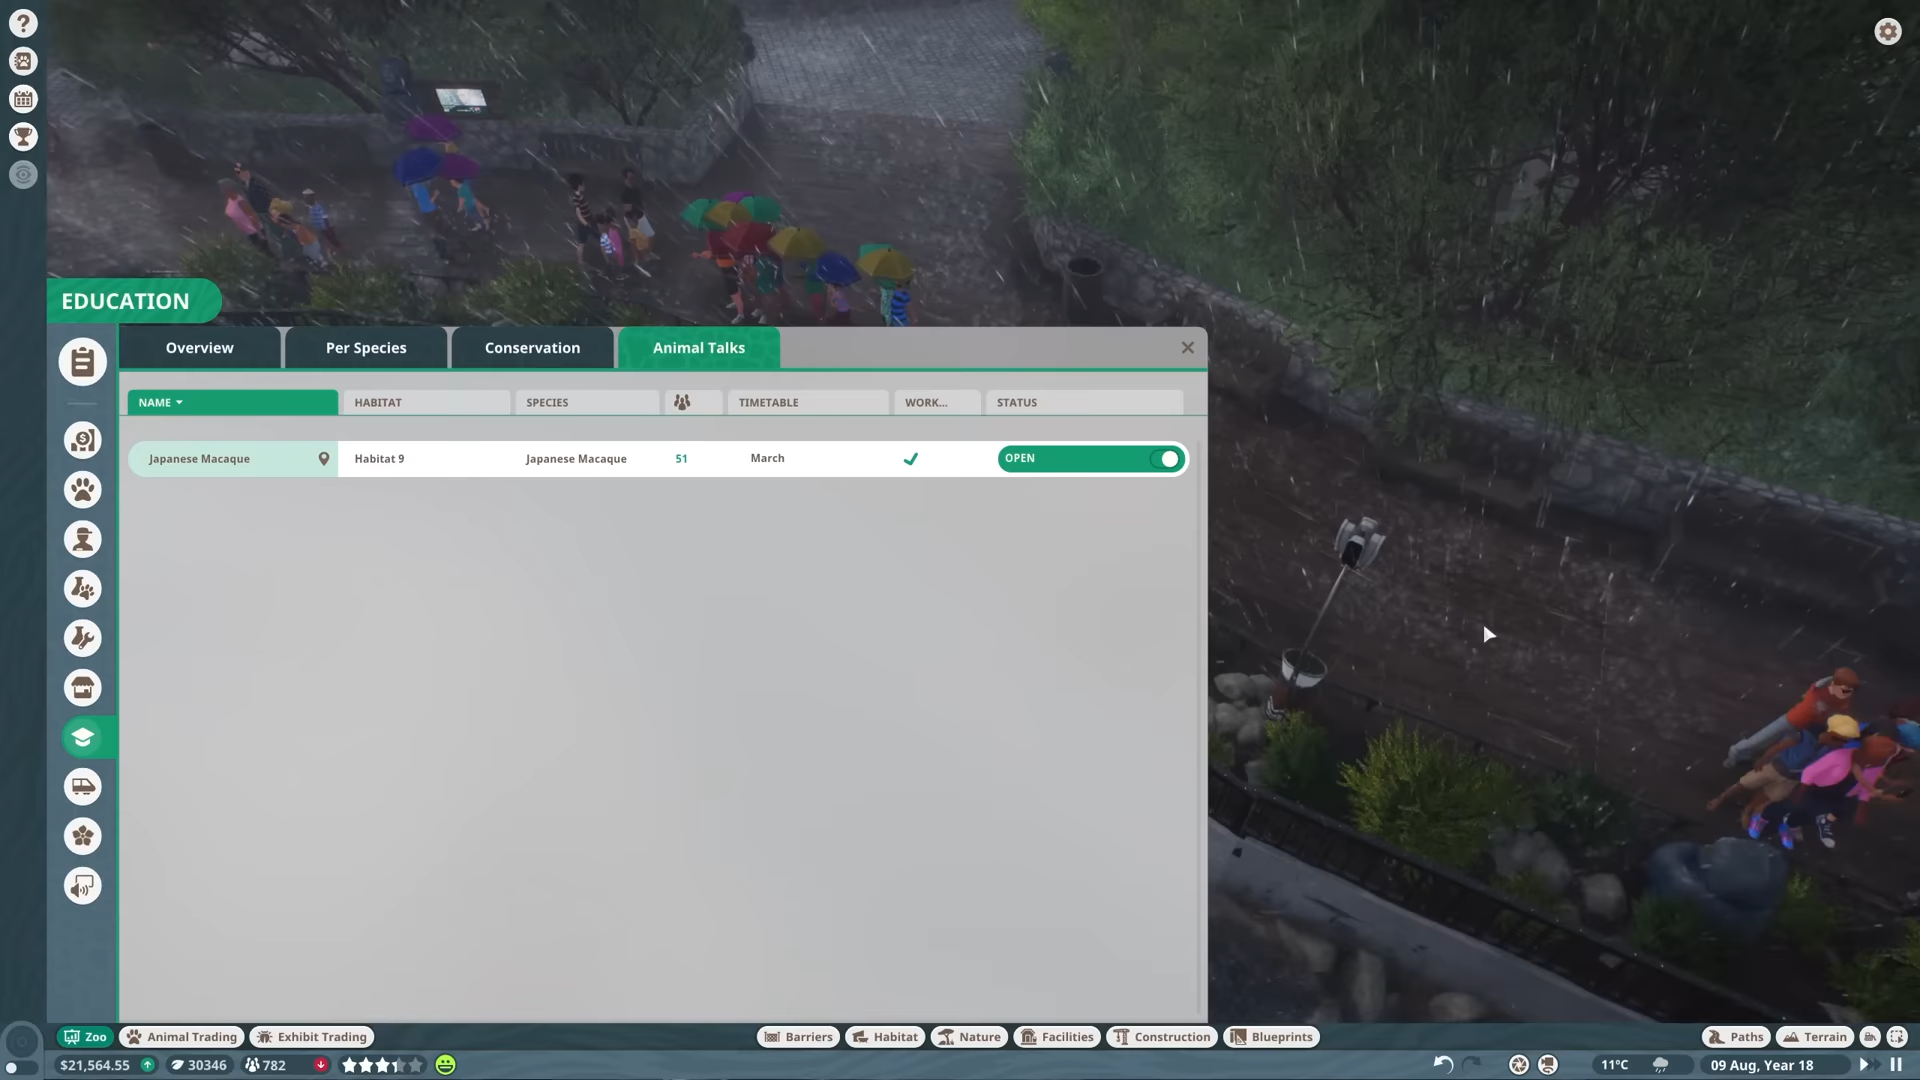 ?
EDUCATION
Overview
Per Species
Conservation
Animal Talks
NAME
HABITAT
SPECIES
TIMETABLE
WORK...
STATUS
Japanese Macaque
Habitat 9
Japanese Macaque
51
March
OPEN
Zoo
Animal Trading
Exhibit Trading
Barriers
Habitat
Nature
Facilities
Construction
Blueprints
Paths
Terrain
$21,564.55
30346
782
11°C
09 Aug, Year 18